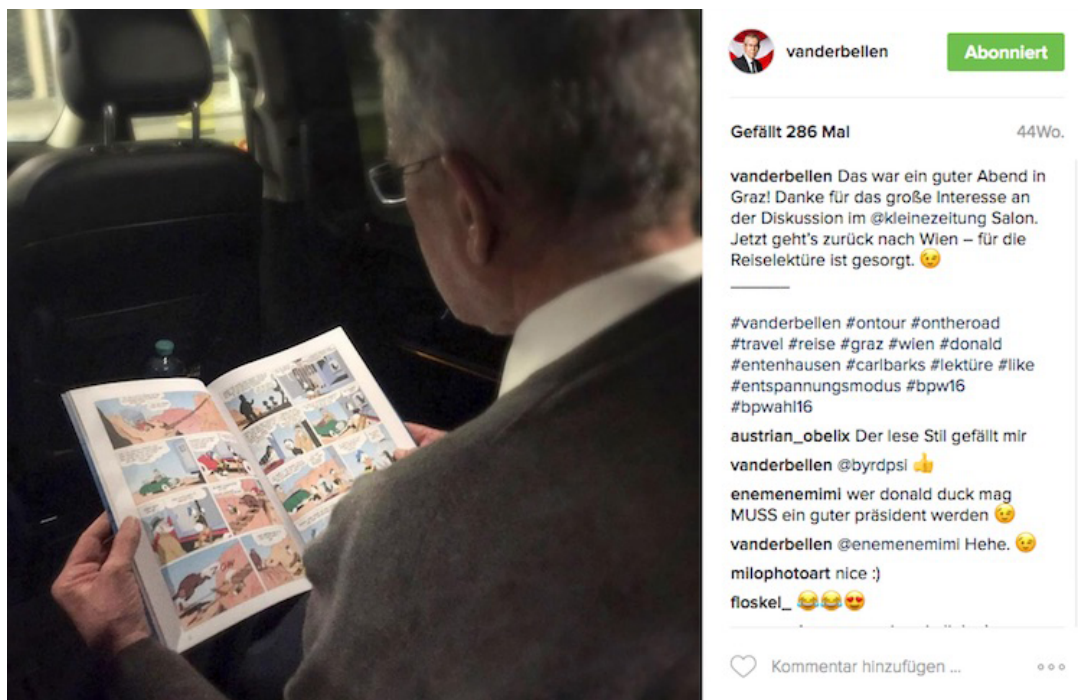 vanderbellen
Abonniert
Gefällt 286 Mal
44Wo.
vanderbellen Das war ein guter Abend in
Graz! Danke für das große Interesse an
der Diskussion im @kleinezeitung Salon.
Jetzt geht's zurück nach Wien – für die
Reiselektüre ist gesorgt. 😉
#vanderbellen #ontour #ontheroad
#travel #reise #graz #wien #donald
#entenhausen #carlbarks #lektüre #like
#entspannungsmodus #bpw16
#bpwahl16
austrian_obelix Der lese Stil gefällt mir
vanderbellen @byrdpsi 👍
enemenemimi wer donald duck mag
MUSS ein guter präsident werden 😉
vanderbellen @enemenemimi Hehe. 😉
milophotoart nice :)
floskel_ 😂😂😍
Kommentar hinzufügen ...